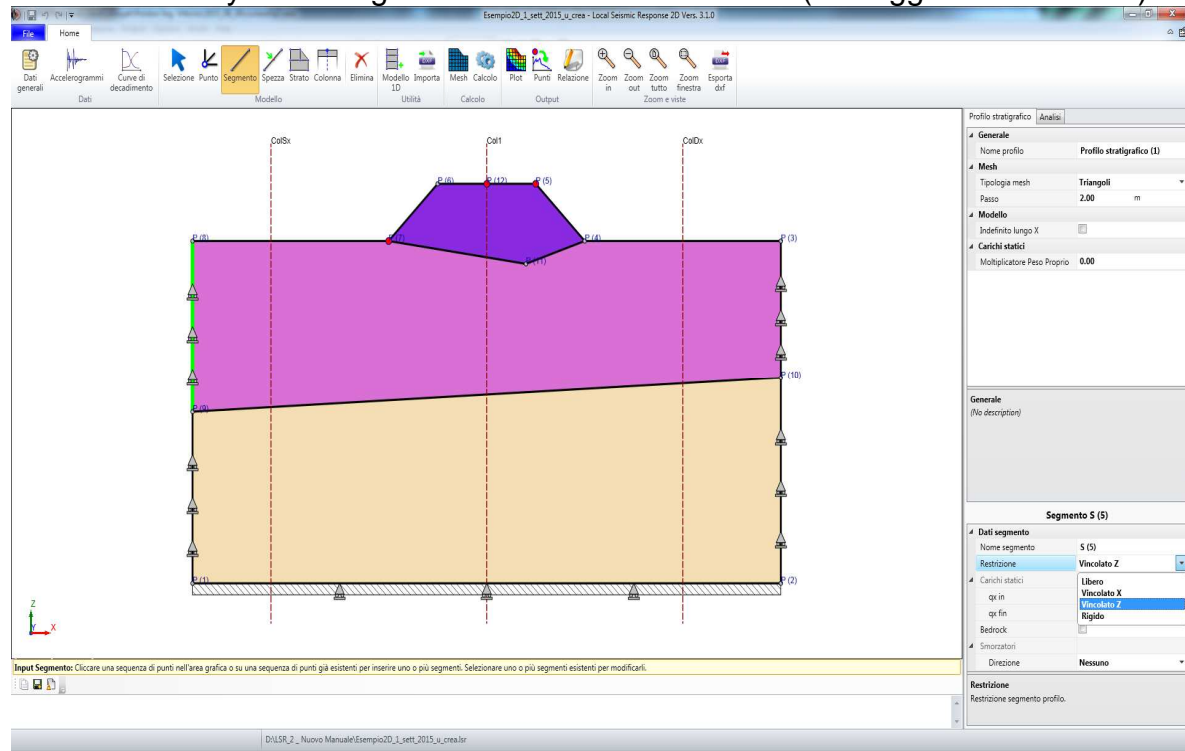 Esempio2D_1_sett_2015_u_crea - Local Seismic Response 2D Vers. 3.1.0
File Home
Dati generali
Accelerogrammi
Curve di decadimento
Selezione Punto Segmento Spezza Strato Colonna Elimina
Modello 1D
Importa
Mesh Calcolo
Plot Punti Relazione
Zoom in
Zoom out
Zoom tutto
Zoom finestra
Esporta dxf
Dati Modello Utilità Calcolo Output Zoom e viste
ColSx Col1 ColDx
P (6) P (12) P (5)
P (8) P (7) P (4) P (3)
P (11)
P (10)
P (9)
P (1) P (2)
Z
Y X
Profilo stratigrafico Analisi
Generale
Nome profilo Profilo stratigrafico (1)
Mesh
Tipologia mesh Triangoli
Passo 2.00 m
Modello
Indefinito lungo X
Carichi statici
Moltiplicatore Peso Proprio 0.00
Generale
(No description)
Segmento S (5)
Dati segmento
Nome segmento S (5)
Restrizione Vincolato Z
Carichi statici Libero
qx in Vincolato X
Vincolato Z
qx fin Rigido
Bedrock
Smorzatori
Direzione Nessuno
Restrizione
Restrizione segmento profilo.
Input Segmento: Cliccare una sequenza di punti nell'area grafica o su una sequenza di punti già esistenti per inserire uno o più segmenti. Selezionare uno o più segmenti esistenti per modificarli.
D:\LSR_2 _ Nuovo Manuale\Esempio2D_1_sett_2015_u_crea.lsr